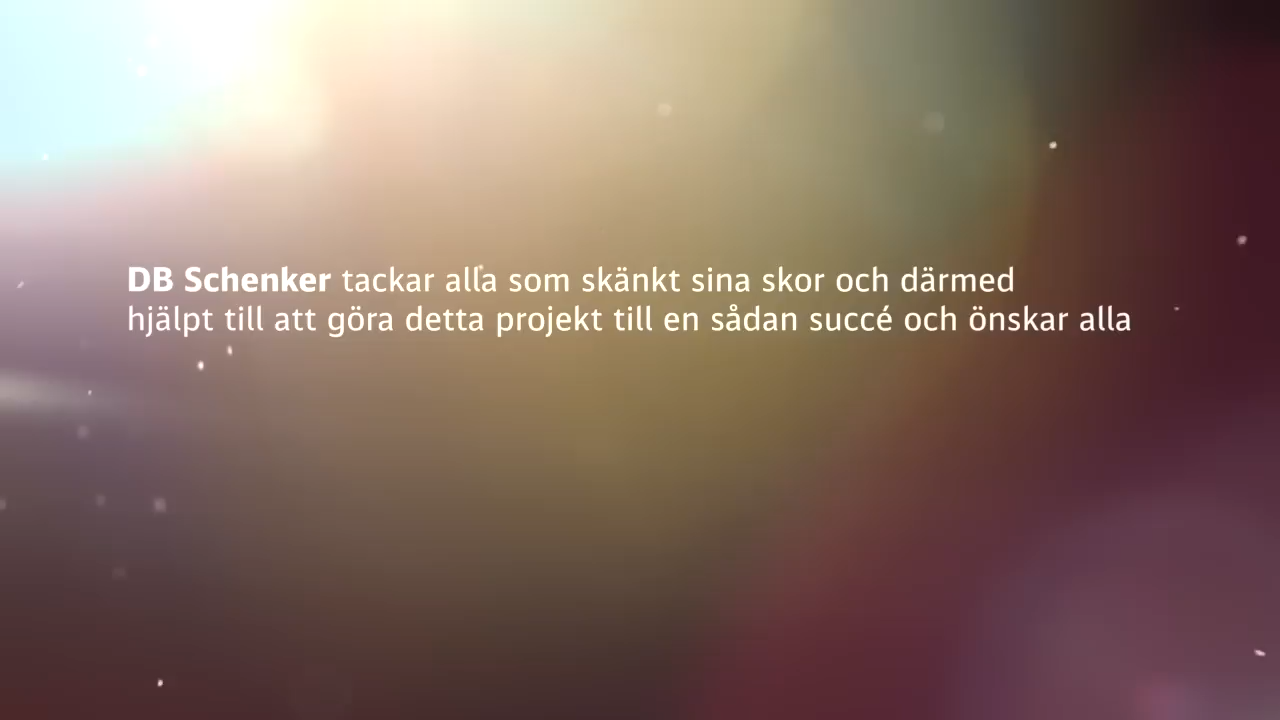 DB Schenker tackar alla som skänkt sina skor och därmed
hjälpt till att göra detta projekt till en sådan succé och önskar alla